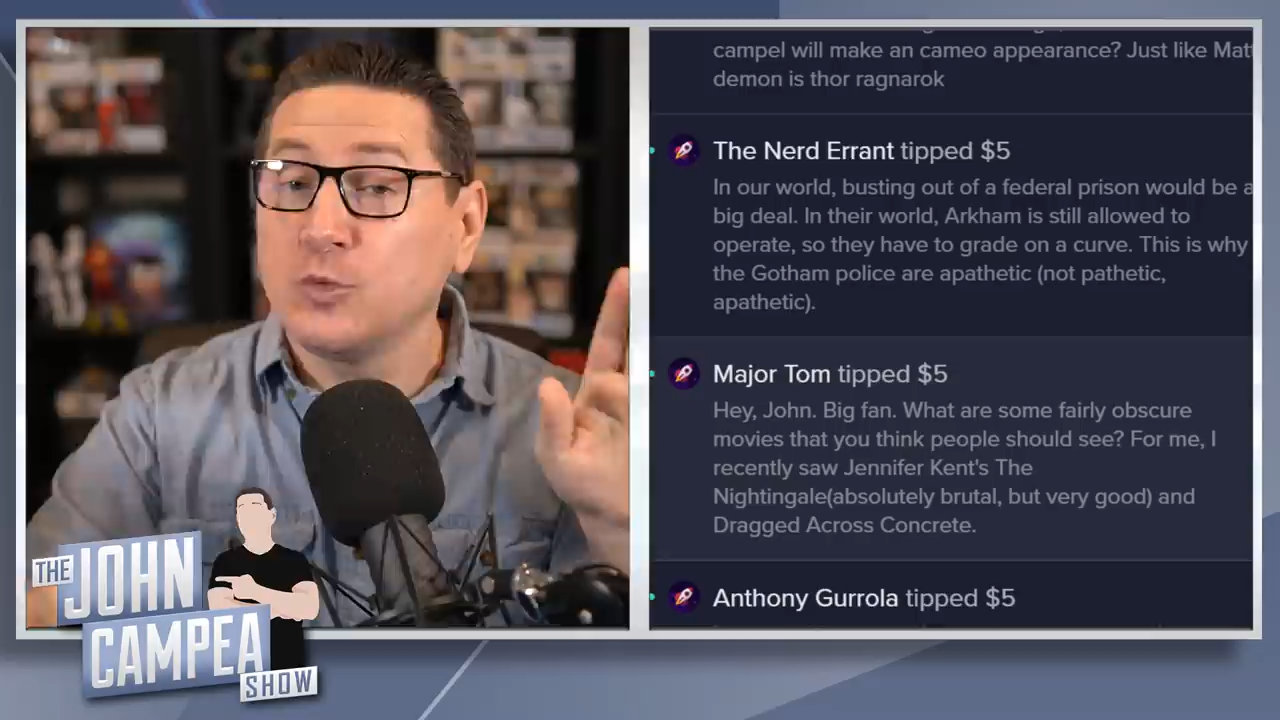 campel will make an cameo appearance? Just like Matt
demon is thor ragnarok
The Nerd Errant tipped $5
In our world, busting out of a federal prison would be a
big deal. In their world, Arkham is still allowed to
operate, so they have to grade on a curve. This is why
the Gotham police are apathetic (not pathetic,
apathetic).
Major Tom tipped $5
Hey, John. Big fan. What are some fairly obscure
movies that you think people should see? For me, I
recently saw Jennifer Kent's The
Nightingale(absolutely brutal, but very good) and
Dragged Across Concrete.
Anthony Gurrola tipped $5
THE
JOHN
CAMPEA
SHOW